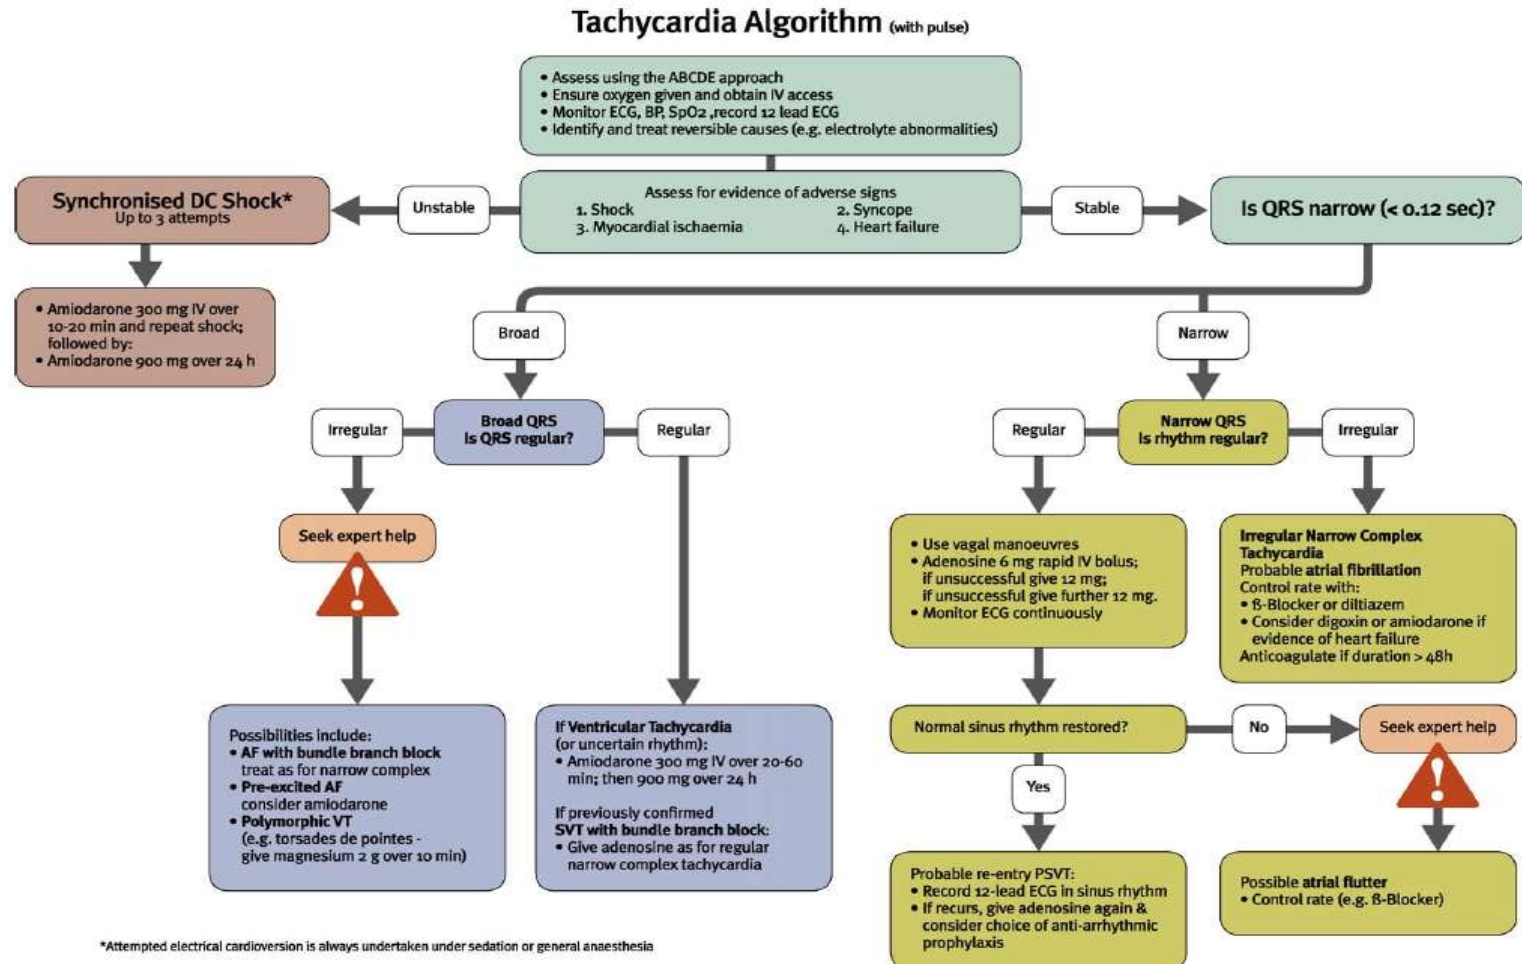 Tachycardia Algorithm (with pulse)
• Assess using the ABCDE approach
• Ensure oxygen given and obtain IV access
• Monitor ECG, BP, SpO2 ,record 12 lead ECG
• Identify and treat reversible causes (e.g. electrolyte abnormalities)
Assess for evidence of adverse signs
1. Shock 2. Syncope
3. Myocardial ischaemia 4. Heart failure
Unstable
Stable
Synchronised DC Shock*
Up to 3 attempts
• Amiodarone 300 mg IV over
10-20 min and repeat shock;
followed by:
• Amiodarone 900 mg over 24 h
Is QRS narrow (< 0.12 sec)?
Broad
Narrow
Broad QRS
Is QRS regular?
Irregular
Regular
Seek expert help
!
Possibilities include:
• AF with bundle branch block
treat as for narrow complex
• Pre-excited AF
consider amiodarone
• Polymorphic VT
(e.g. torsades de pointes -
give magnesium 2 g over 10 min)
If Ventricular Tachycardia
(or uncertain rhythm):
• Amiodarone 300 mg IV over 20-60
min; then 900 mg over 24 h
If previously confirmed
SVT with bundle branch block:
• Give adenosine as for regular
narrow complex tachycardia
Narrow QRS
Is rhythm regular?
Regular
Irregular
• Use vagal manoeuvres
• Adenosine 6 mg rapid IV bolus;
if unsuccessful give 12 mg;
if unsuccessful give further 12 mg.
• Monitor ECG continuously
Irregular Narrow Complex
Tachycardia
Probable atrial fibrillation
Control rate with:
• ß-Blocker or diltiazem
• Consider digoxin or amiodarone if
evidence of heart failure
Anticoagulate if duration > 48h
Normal sinus rhythm restored?
No
Seek expert help
!
Yes
Probable re-entry PSVT:
• Record 12-lead ECG in sinus rhythm
• If recurs, give adenosine again &
consider choice of anti-arrhythmic
prophylaxis
Possible atrial flutter
• Control rate (e.g. ß-Blocker)
*Attempted electrical cardioversion is always undertaken under sedation or general anaesthesia